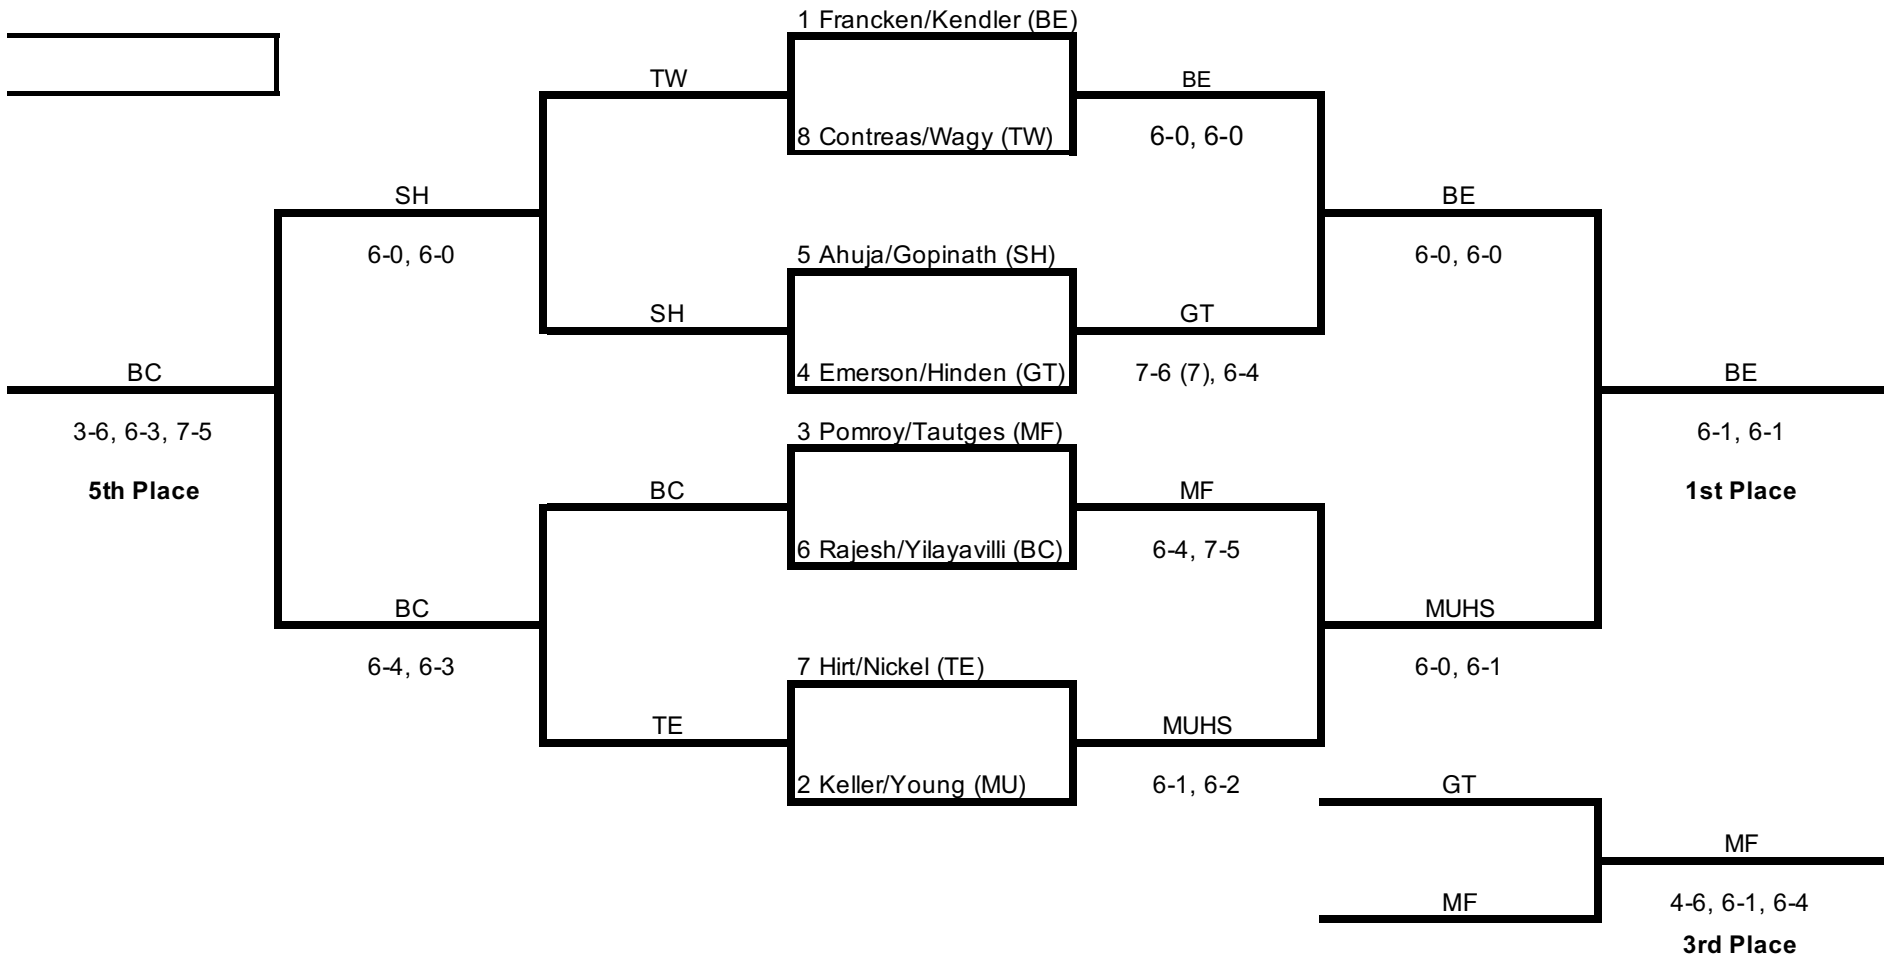 1 Francken/Kendler (BE)
TW
BE
8 Contreas/Wagy (TW)
6-0, 6-0
SH
BE
6-0, 6-0
5 Ahuja/Gopinath (SH)
6-0, 6-0
SH
GT
BC
4 Emerson/Hinden (GT)
7-6 (7), 6-4
BE
3-6, 6-3, 7-5
3 Pomroy/Tautges (MF)
6-1, 6-1
5th Place
BC
MF
1st Place
6 Rajesh/Yilayavilli (BC)
6-4, 7-5
BC
MUHS
6-4, 6-3
7 Hirt/Nickel (TE)
6-0, 6-1
TE
MUHS
2 Keller/Young (MU)
6-1, 6-2
GT
MF
MF
4-6, 6-1, 6-4
3rd Place